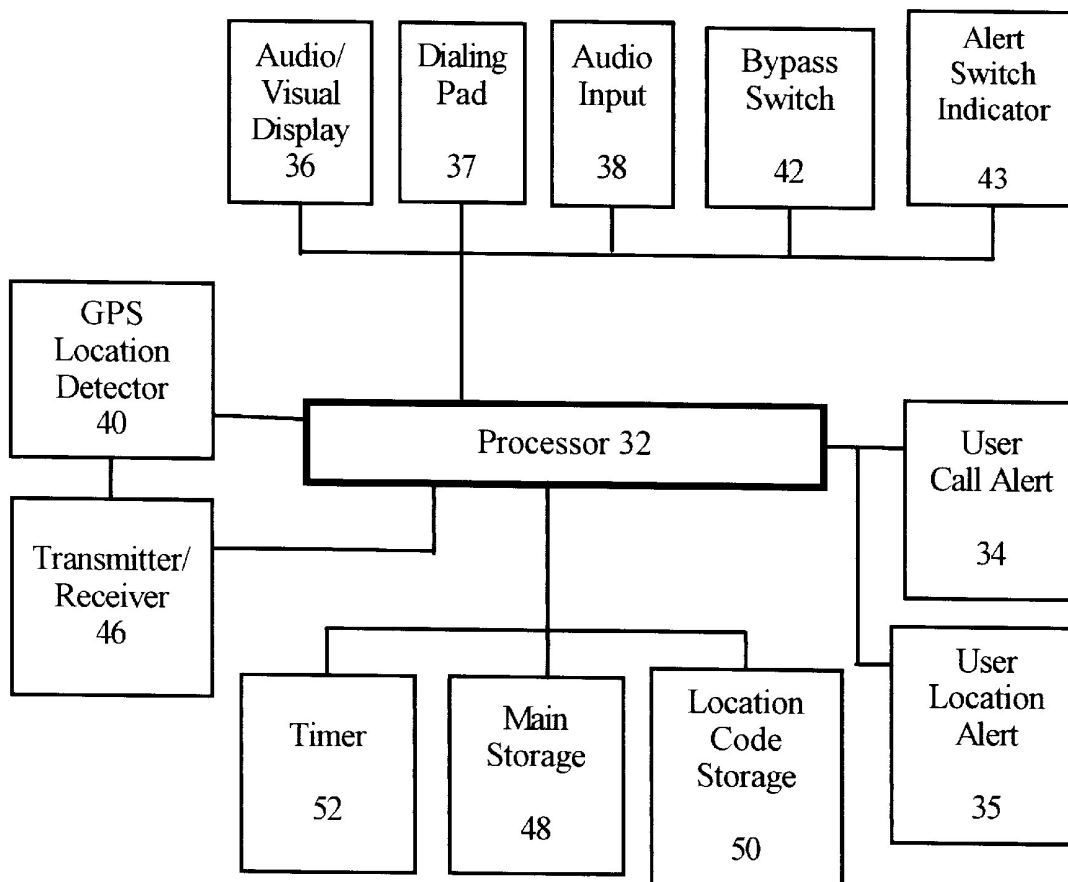 Audio/
Visual
Display
36
Dialing
Pad
37
Audio
Input
38
Bypass
Switch
42
Alert
Switch
Indicator
43
GPS
Location
Detector
40
Processor 32
User
Call Alert
34
Transmitter/
Receiver
46
Timer
52
Main
Storage
48
Location
Code
Storage
50
User
Location
Alert
35